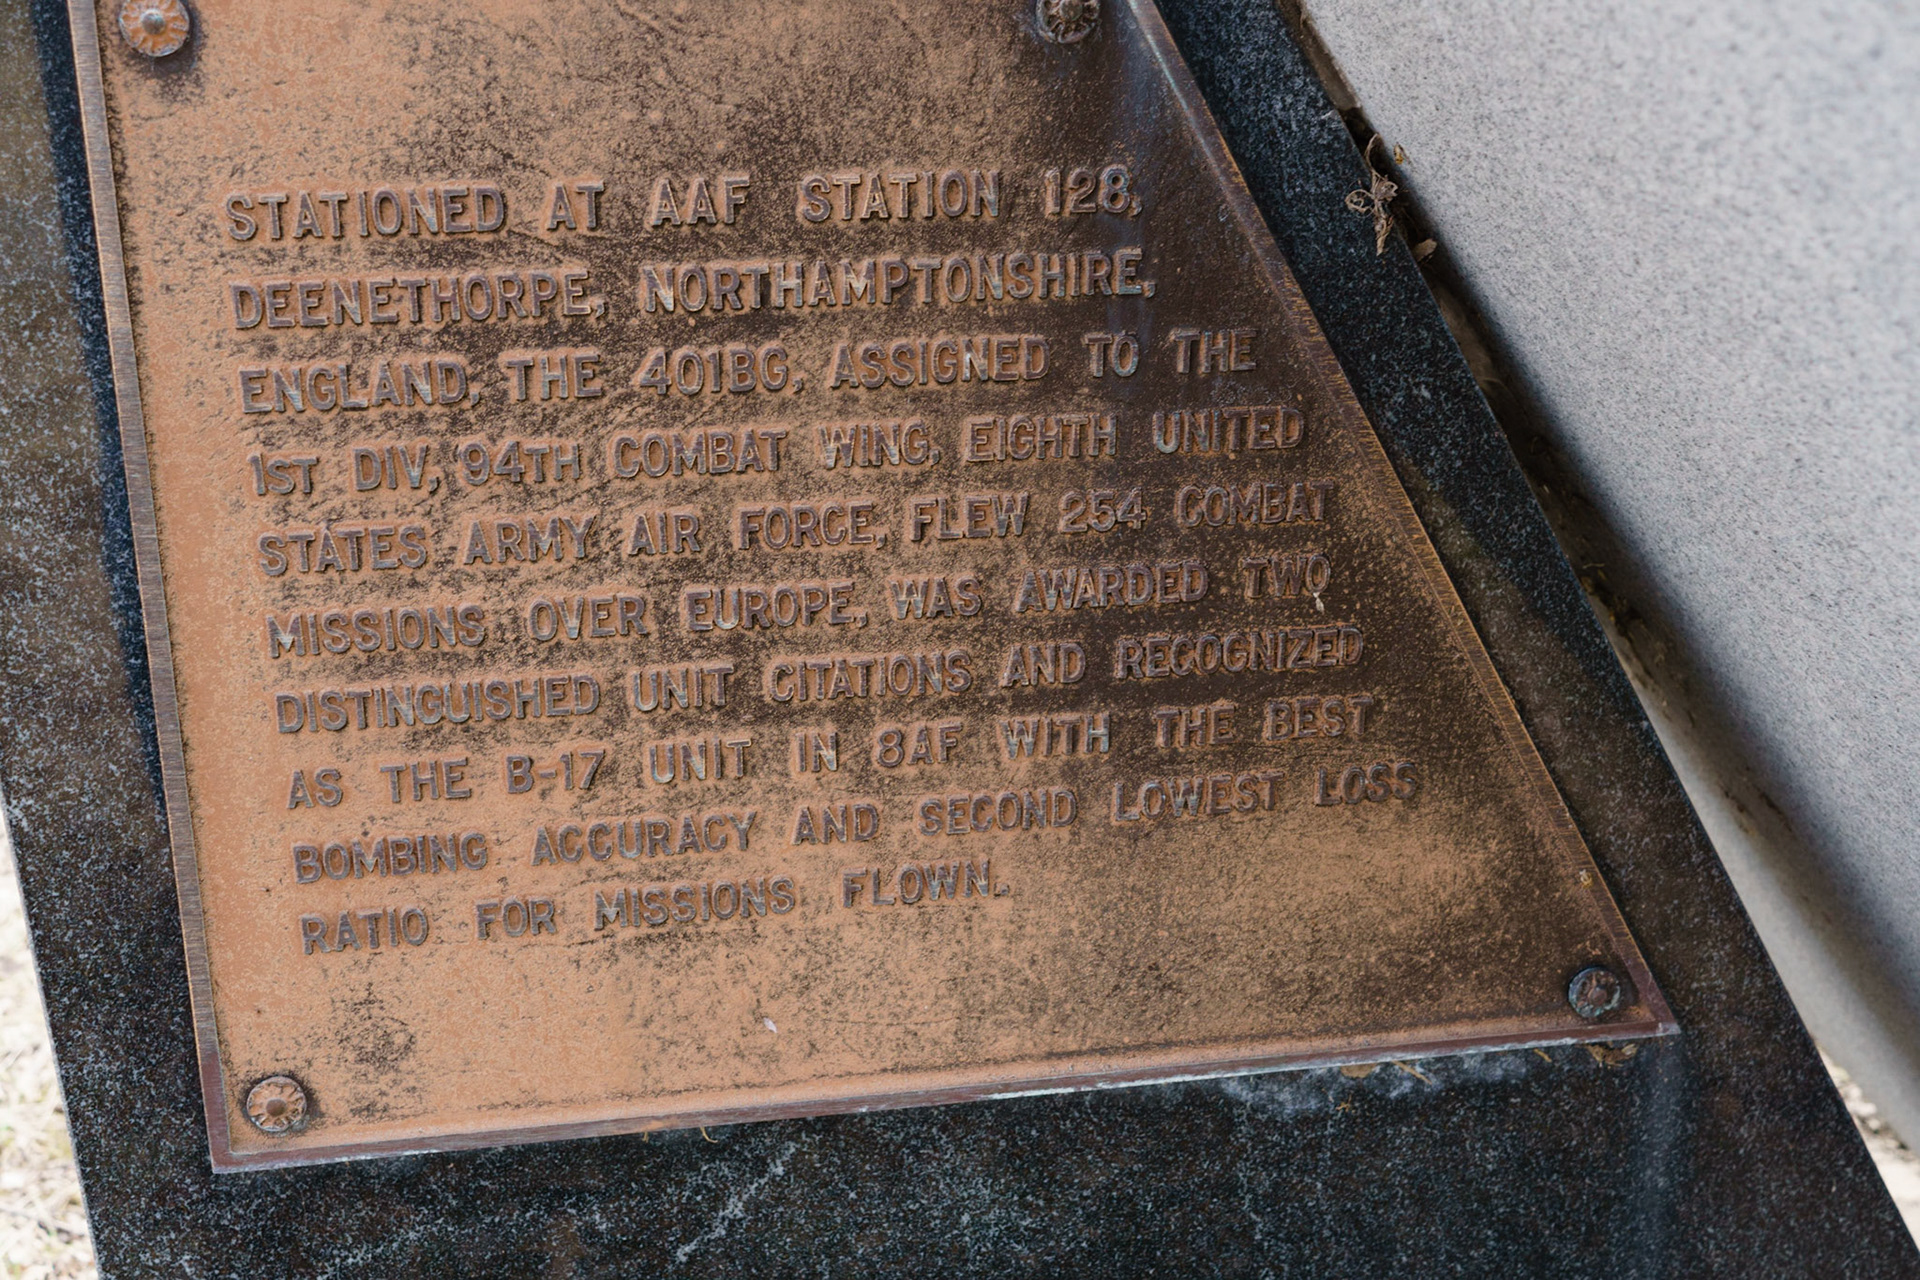 STATIONED AT AAF STATION 128,
DEENETHORPE, NORTHAMPTONSHIRE,
ENGLAND, THE 401BG, ASSIGNED TO THE
1ST DIV, 94TH COMBAT WING, EIGHTH UNITED
STATES ARMY AIR FORCE, FLEW 254 COMBAT
MISSIONS OVER EUROPE, WAS AWARDED TWO
DISTINGUISHED UNIT CITATIONS AND RECOGNIZED
AS THE B-17 UNIT IN 8AF WITH THE BEST
BOMBING ACCURACY AND SECOND LOWEST LOSS
RATIO FOR MISSIONS FLOWN.